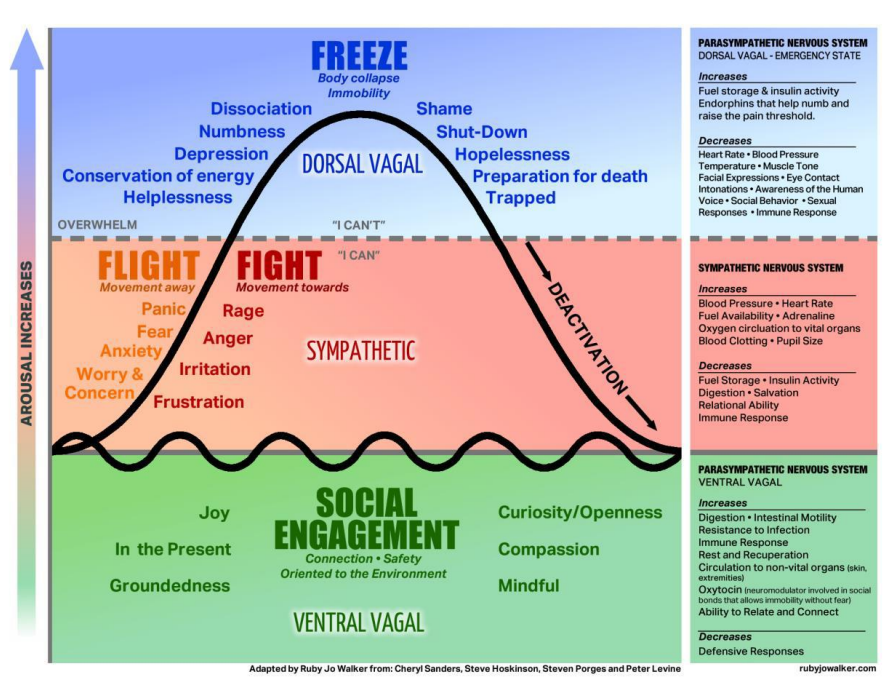 AROUSAL INCREASES
FREEZE
Body collapse
Immobility
Dissociation
Numbness
Depression
Conservation of energy
Helplessness
DORSAL VAGAL
Shame
Shut-Down
Hopelessness
Preparation for death
Trapped
OVERWHELM
"I CAN'T"
"I CAN"
FLIGHT
Movement away
Panic
Fear
Anxiety
Worry &
Concern
FIGHT
Movement towards
Rage
Anger
Irritation
Frustration
SYMPATHETIC
DEACTIVATION
SOCIAL
ENGAGEMENT
Connection • Safety
Oriented to the Environment
Joy
In the Present
Groundedness
Curiosity/Openness
Compassion
Mindful
VENTRAL VAGAL
PARASYMPATHETIC NERVOUS SYSTEM
DORSAL VAGAL - EMERGENCY STATE
Increases
Fuel storage & insulin activity
Endorphins that help numb and
raise the pain threshold.
Decreases
Heart Rate • Blood Pressure
Temperature • Muscle Tone
Facial Expressions • Eye Contact
Intonations • Awareness of the Human
Voice • Social Behavior • Sexual
Responses • Immune Response
SYMPATHETIC NERVOUS SYSTEM
Increases
Blood Pressure • Heart Rate
Fuel Availability • Adrenaline
Oxygen circluation to vital organs
Blood Clotting • Pupil Size
Decreases
Fuel Storage • Insulin Activity
Digestion • Salvation
Relational Ability
Immune Response
PARASYMPATHETIC NERVOUS SYSTEM
VENTRAL VAGAL
Increases
Digestion • Intestinal Motility
Resistance to Infection
Immune Response
Rest and Recuperation
Circulation to non-vital organs (skin,
extremities)
Oxytocin (neuromodulator involved in social
bonds that allows immobility without fear)
Ability to Relate and Connect
Decreases
Defensive Responses
Adapted by Ruby Jo Walker from: Cheryl Sanders, Steve Hoskinson, Steven Porges and Peter Levine
rubyjowalker.com